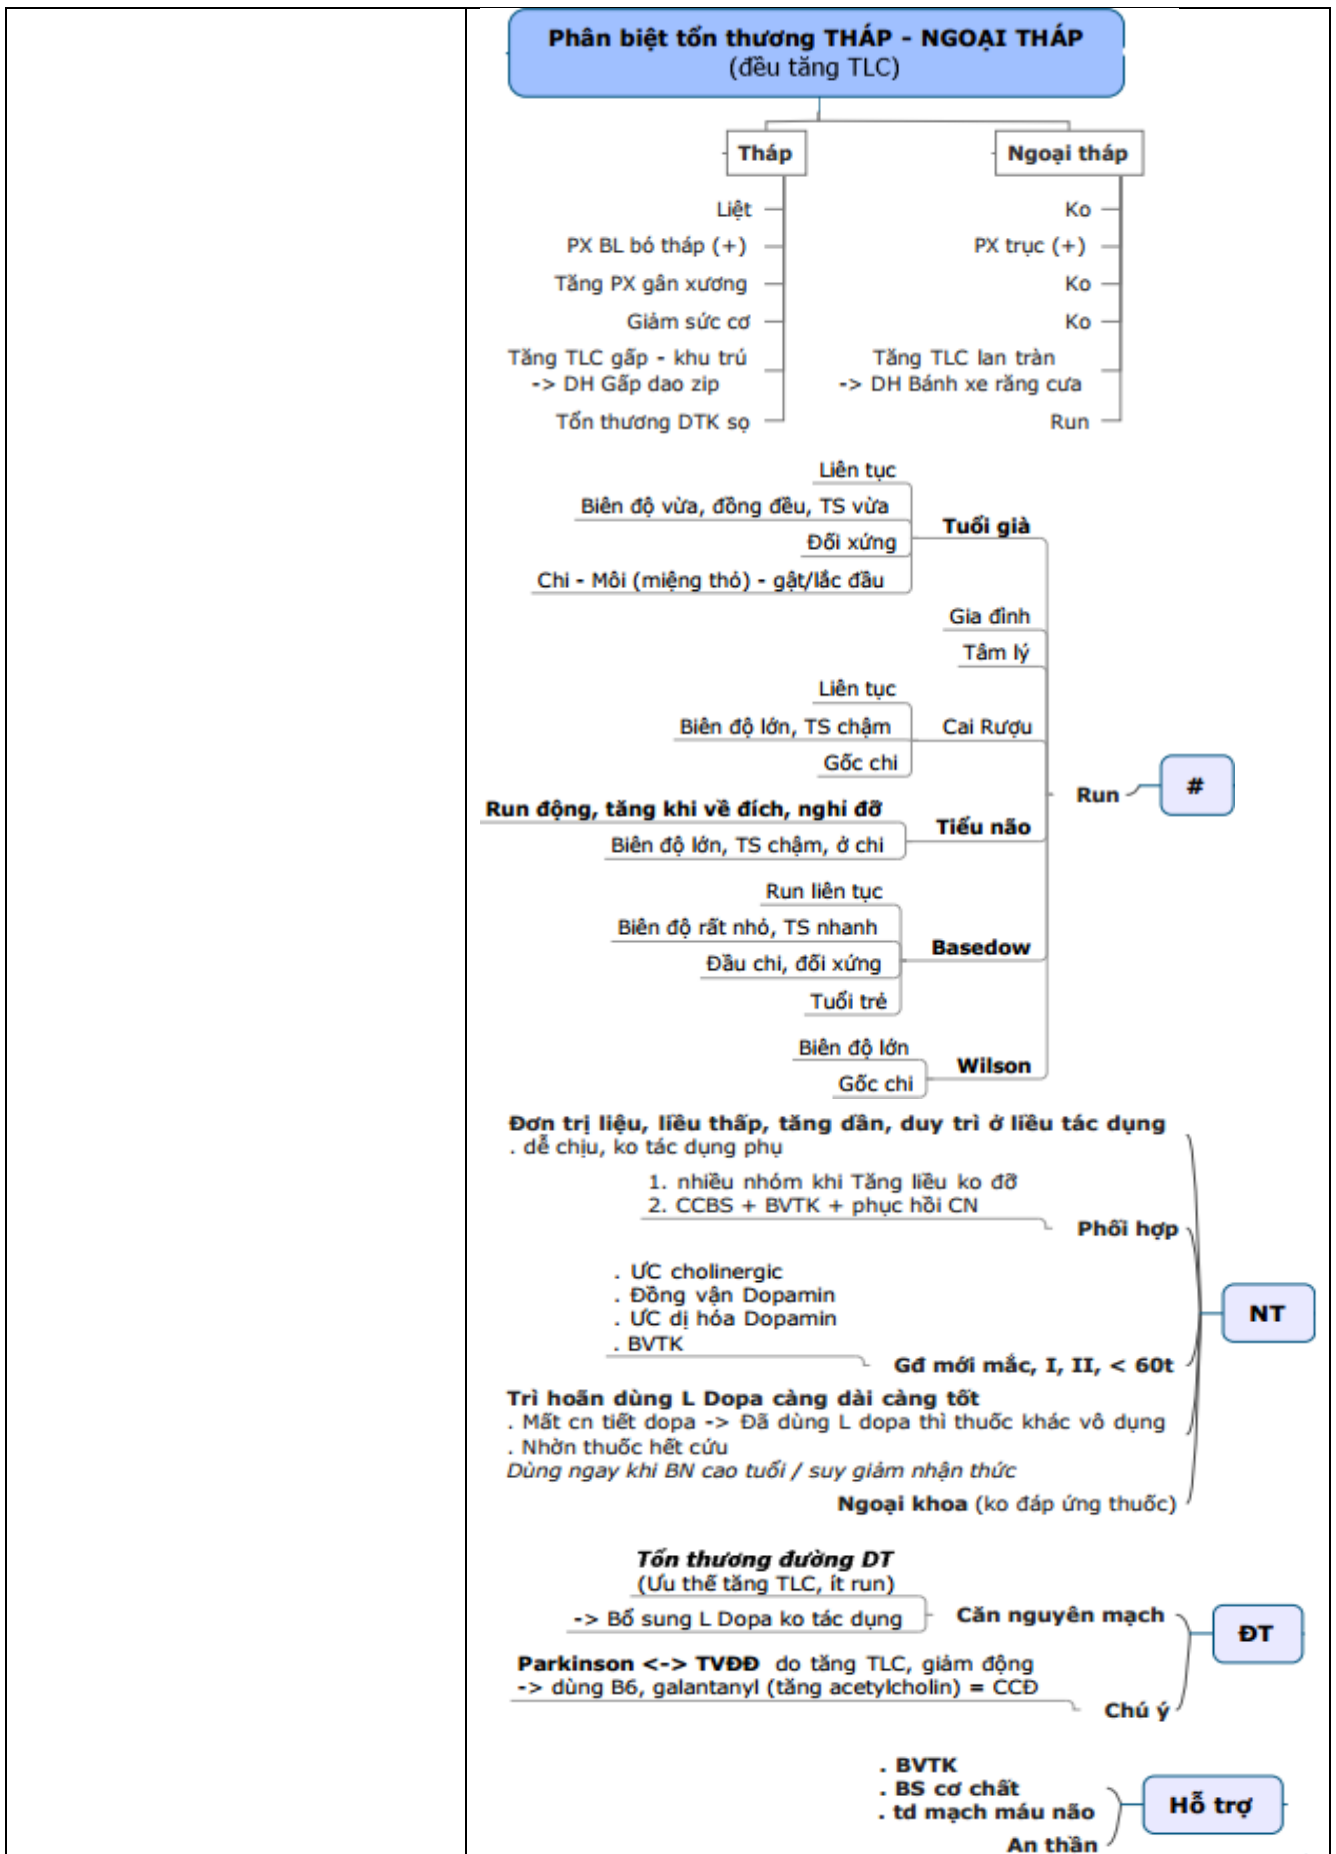 Phân biệt tổn thương THÁP - NGOẠI THÁP
(đều tăng TLC)
Tháp
Liệt
PX BL bó tháp (+)
Tăng PX gân xương
Giảm sức cơ
Tăng TLC gấp - khu trú
-> DH Gấp dao zip
Tổn thương DTK sọ
Ngoại tháp
Ko
PX trục (+)
Ko
Ko
Tăng TLC lan tràn
-> DH Bánh xe răng cưa
Run
#
Run
Tuổi già
Liên tục
Biên độ vừa, đồng đều, TS vừa
Đối xứng
Chi - Môi (miệng thỏ) - gật/lắc đầu
Gia đình
Tâm lý
Cai Rượu
Liên tục
Biên độ lớn, TS chậm
Gốc chi
Tiểu não
Run động, tăng khi về đích, nghỉ đỡ
Biên độ lớn, TS chậm, ở chi
Basedow
Run liên tục
Biên độ rất nhỏ, TS nhanh
Đầu chi, đối xứng
Tuổi trẻ
Wilson
Biên độ lớn
Gốc chi
NT
Đơn trị liệu, liều thấp, tăng dần, duy trì ở liều tác dụng
. dễ chịu, ko tác dụng phụ
Phối hợp
1. nhiều nhóm khi Tăng liều ko đỡ
2. CCBS + BVTK + phục hồi CN
Gđ mới mắc, I, II, < 60t
. ƯC cholinergic
. Đồng vận Dopamin
. ƯC dị hóa Dopamin
. BVTK
Trì hoãn dùng L Dopa càng dài càng tốt
. Mất cn tiết dopa -> Đã dùng L dopa thì thuốc khác vô dụng
. Nhờn thuốc hết cứu
Dùng ngay khi BN cao tuổi / suy giảm nhận thức
Ngoại khoa (ko đáp ứng thuốc)
ĐT
Căn nguyên mạch
Tổn thương đường DT
(Ưu thế tăng TLC, ít run)
-> Bổ sung L Dopa ko tác dụng
Chú ý
Parkinson <-> TVĐĐ do tăng TLC, giảm động
-> dùng B6, galantanyl (tăng acetylcholin) = CCĐ
Hỗ trợ
. BVTK
. BS cơ chất
. td mạch máu não
An thần